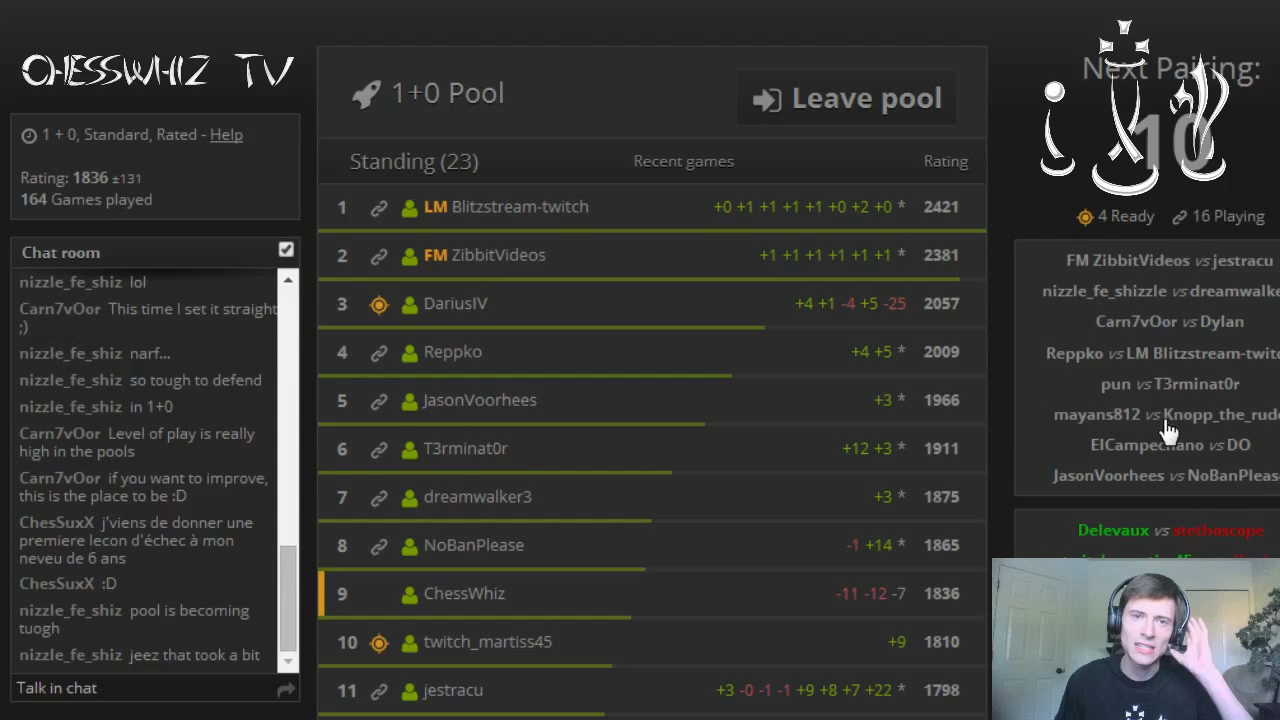 CHESSWHIZ TV
1 + 0, Standard, Rated - Help
Rating: 1836 ±131
164 Games played
Chat room
nizzle_fe_shiz lol
Carn7vOor This time I set it straight
;)
nizzle_fe_shiz narf...
nizzle_fe_shiz so tough to defend
nizzle_fe_shiz in 1+0
Carn7vOor Level of play is really
high in the pools
Carn7vOor if you want to improve,
this is the place to be :D
ChesSuxX j'viens de donner une
premiere lecon d'échec à mon
neveu de 6 ans
ChesSuxX :D
nizzle_fe_shiz pool is becoming
tuogh
nizzle_fe_shiz jeez that took a bit
Talk in chat
1+0 Pool
Leave pool
Standing (23) Recent games Rating
1 LM Blitzstream-twitch +0 +1 +1 +1 +1 +0 +2 +0 * 2421
2 FM ZibbitVideos +1 +1 +1 +1 +1 +1 * 2381
3 DariusIV +4 +1 -4 +5 -25 2057
4 Reppko +4 +5 * 2009
5 JasonVoorhees +3 * 1966
6 T3rminat0r +12 +3 * 1911
7 dreamwalker3 +3 * 1875
8 NoBanPlease -1 +14 * 1865
9 ChessWhiz -11 -12 -7 1836
10 twitch_martiss45 +9 1810
11 jestracu +3 -0 -1 -1 +9 +8 +7 +22 * 1798
Next Pairing:
10
4 Ready 16 Playing
FM ZibbitVideos vs jestracu
nizzle_fe_shizzle vs dreamwalke
Carn7vOor vs Dylan
Reppko vs LM Blitzstream-twit
pun vs T3rminat0r
mayans812 vs Knopp_the_rud
ElCampechano vs DO
JasonVoorhees vs NoBanPleas
Delevaux vs stethoscope